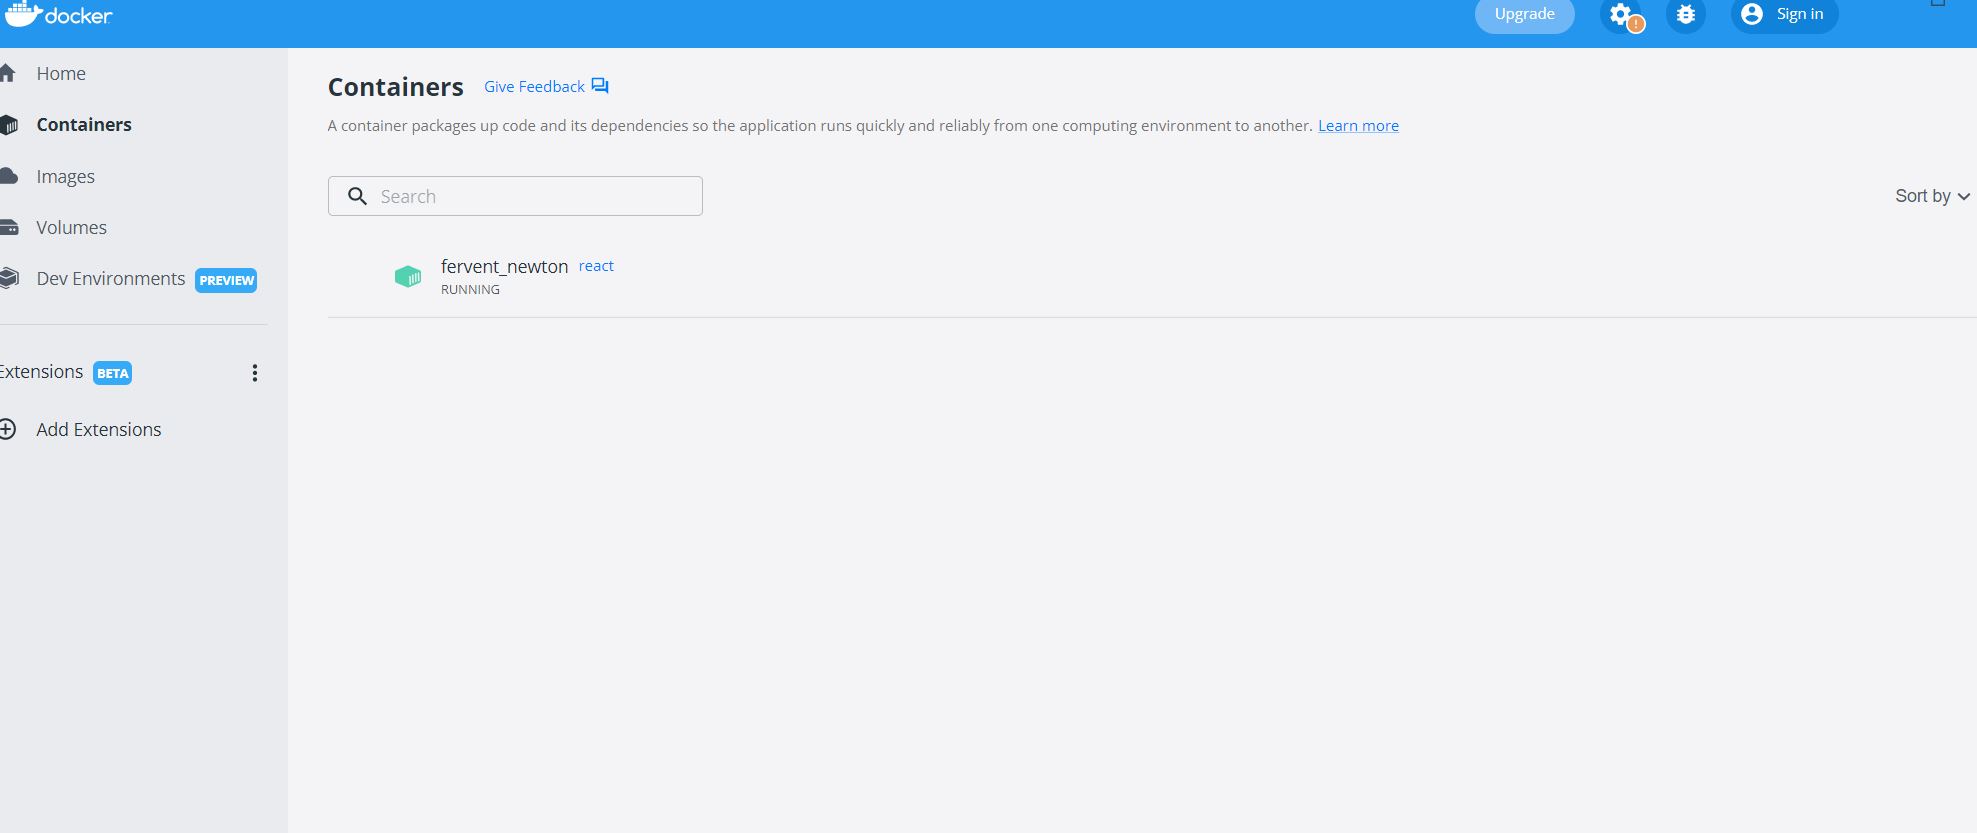 docker
Upgrade
Sign in
Home
Containers
Images
Volumes
Dev Environments PREVIEW
Extensions BETA
Add Extensions
Containers Give Feedback
A container packages up code and its dependencies so the application runs quickly and reliably from one computing environment to another. Learn more
Search
Sort by
fervent_newton react
RUNNING